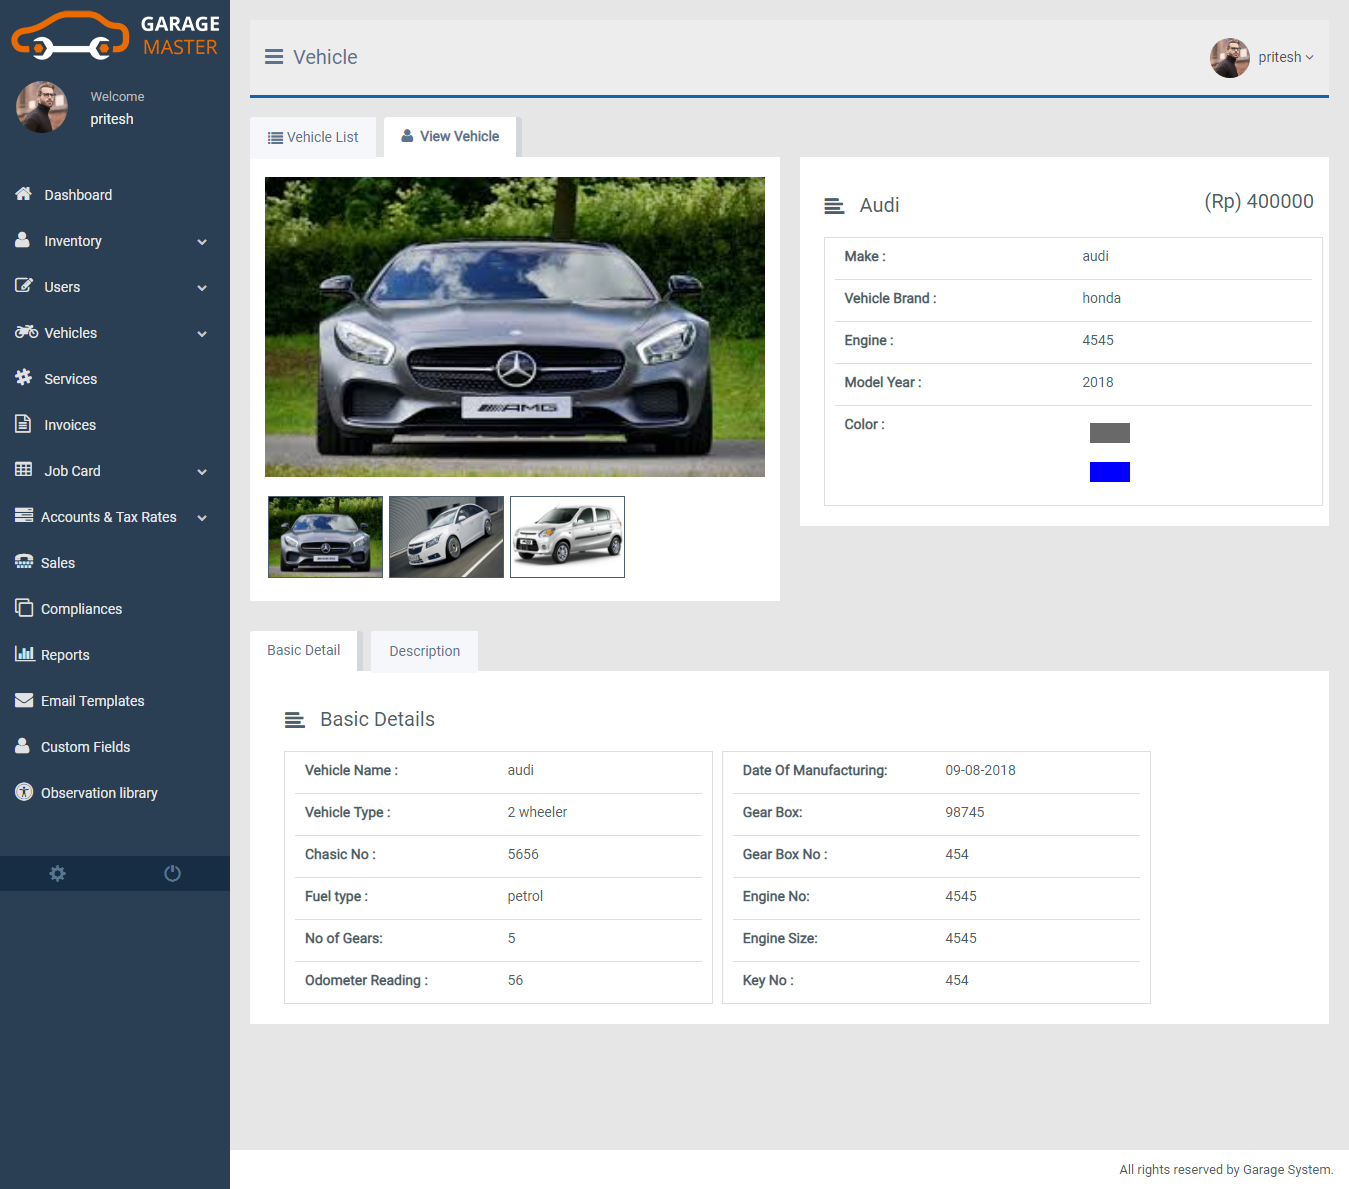 GARAGE
MASTER
Welcome
pritesh
Dashboard
Inventory
Users
Vehicles
Services
Invoices
Job Card
Accounts & Tax Rates
Sales
Compliances
Reports
Email Templates
Custom Fields
Observation library
Vehicle
pritesh
Vehicle List
View Vehicle
AMG
Audi
(Rp) 400000
Make : audi
Vehicle Brand : honda
Engine : 4545
Model Year : 2018
Color :
Basic Detail
Description
Basic Details
Vehicle Name : audi
Vehicle Type : 2 wheeler
Chasic No : 5656
Fuel type : petrol
No of Gears: 5
Odometer Reading : 56
Date Of Manufacturing: 09-08-2018
Gear Box: 98745
Gear Box No : 454
Engine No: 4545
Engine Size: 4545
Key No : 454
All rights reserved by Garage System.